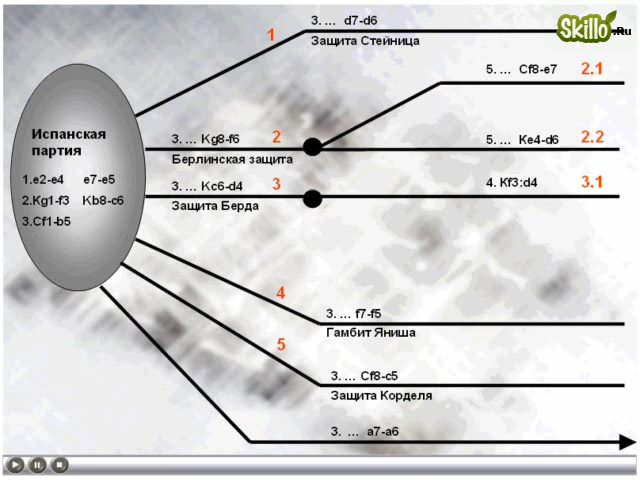 Skillo.Ru
1
3. ... d7-d6
Защита Стейница
5. ... Cf8-e7 2.1
Испанская
партия
1.e2-e4 e7-e5
2.Kg1-f3 Kb8-c6
3.Cf1-b5
3. ... Kg8-f6 2
Берлинская защита
5. ... Ke4-d6 2.2
3. ... Kc6-d4 3
Защита Берда
4. Kf3:d4 3.1
4
3. ... f7-f5
Гамбит Яниша
5
3. ... Cf8-c5
Защита Корделя
3. ... a7-a6